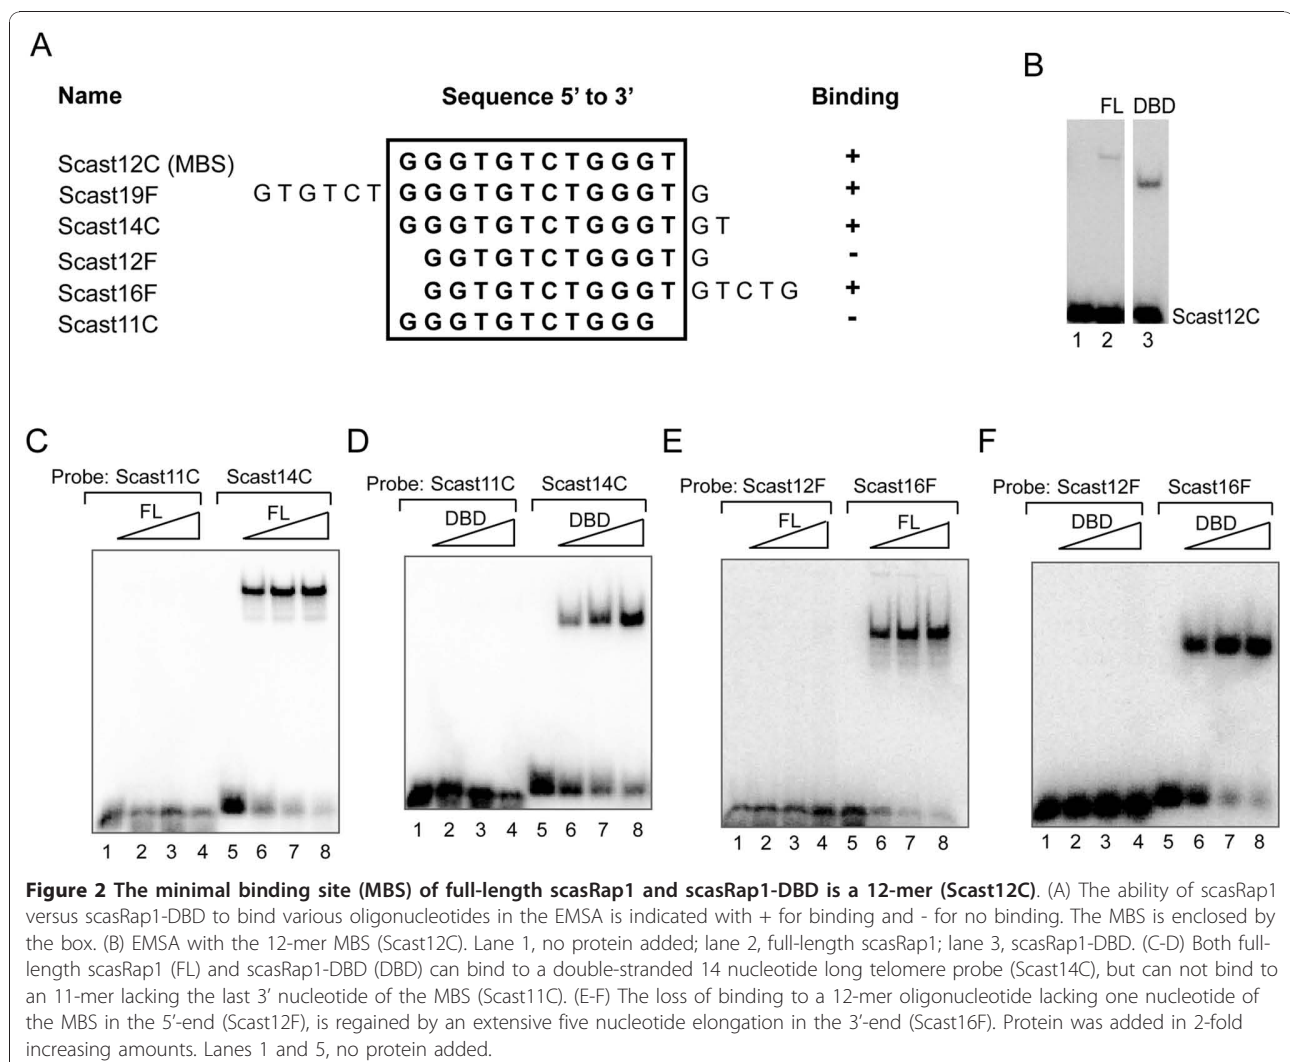 A
Name Sequence 5’ to 3’ Binding
Scast12C (MBS) G G G T G T C T G G G T +
Scast19F G T G T C T G G G T G T C T G G G T G +
Scast14C G G G T G T C T G G G T G T +
Scast12F G G T G T C T G G G T G -
Scast16F G G T G T C T G G G T G T C T G +
Scast11C G G G T G T C T G G G -
B
FL DBD
Scast12C
1 2 3
C
Probe: Scast11C Scast14C
FL FL
1 2 3 4 5 6 7 8
D
Probe: Scast11C Scast14C
DBD DBD
1 2 3 4 5 6 7 8
E
Probe: Scast12F Scast16F
FL FL
1 2 3 4 5 6 7 8
F
Probe: Scast12F Scast16F
DBD DBD
1 2 3 4 5 6 7 8
Figure 2 The minimal binding site (MBS) of full-length scasRap1 and scasRap1-DBD is a 12-mer (Scast12C). (A) The ability of scasRap1
versus scasRap1-DBD to bind various oligonucleotides in the EMSA is indicated with + for binding and - for no binding. The MBS is enclosed by
the box. (B) EMSA with the 12-mer MBS (Scast12C). Lane 1, no protein added; lane 2, full-length scasRap1; lane 3, scasRap1-DBD. (C-D) Both full-
length scasRap1 (FL) and scasRap1-DBD (DBD) can bind to a double-stranded 14 nucleotide long telomere probe (Scast14C), but can not bind to
an 11-mer lacking the last 3’ nucleotide of the MBS (Scast11C). (E-F) The loss of binding to a 12-mer oligonucleotide lacking one nucleotide of
the MBS in the 5’-end (Scast12F), is regained by an extensive five nucleotide elongation in the 3’-end (Scast16F). Protein was added in 2-fold
increasing amounts. Lanes 1 and 5, no protein added.